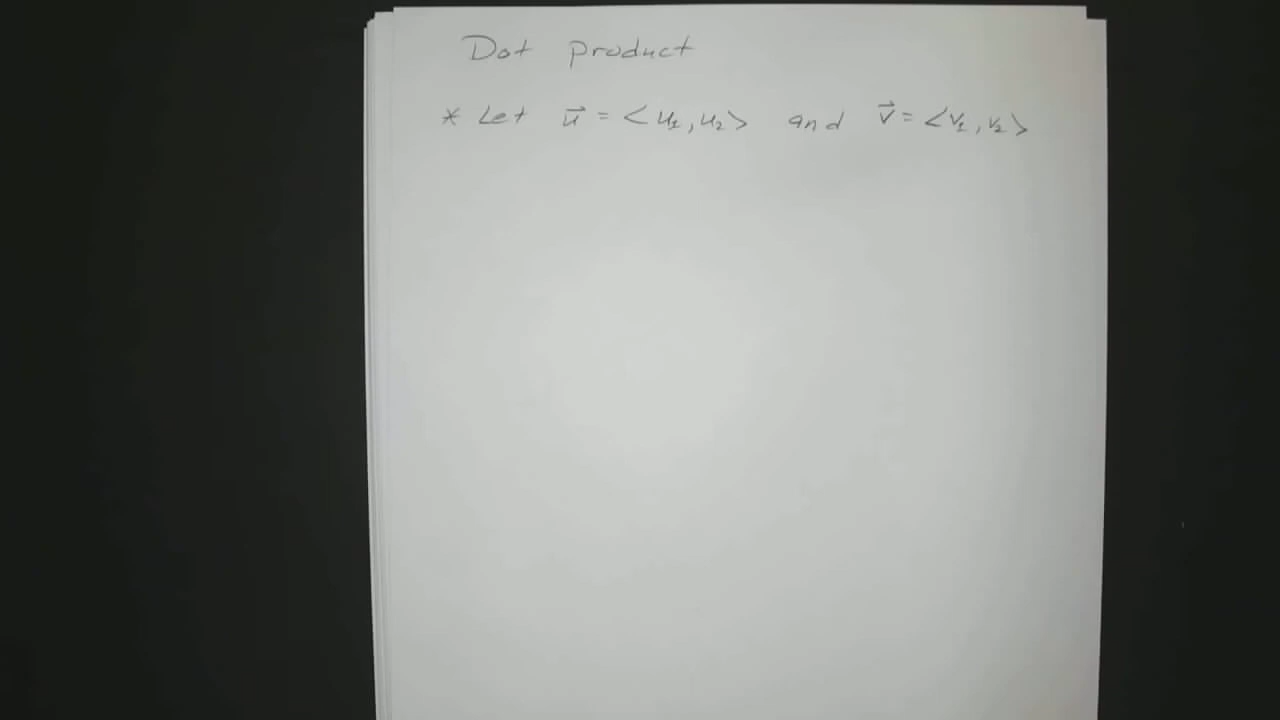 Dot product
* Let u⃗ = <u₁, u₂> and v⃗ = <v₁, v₂>